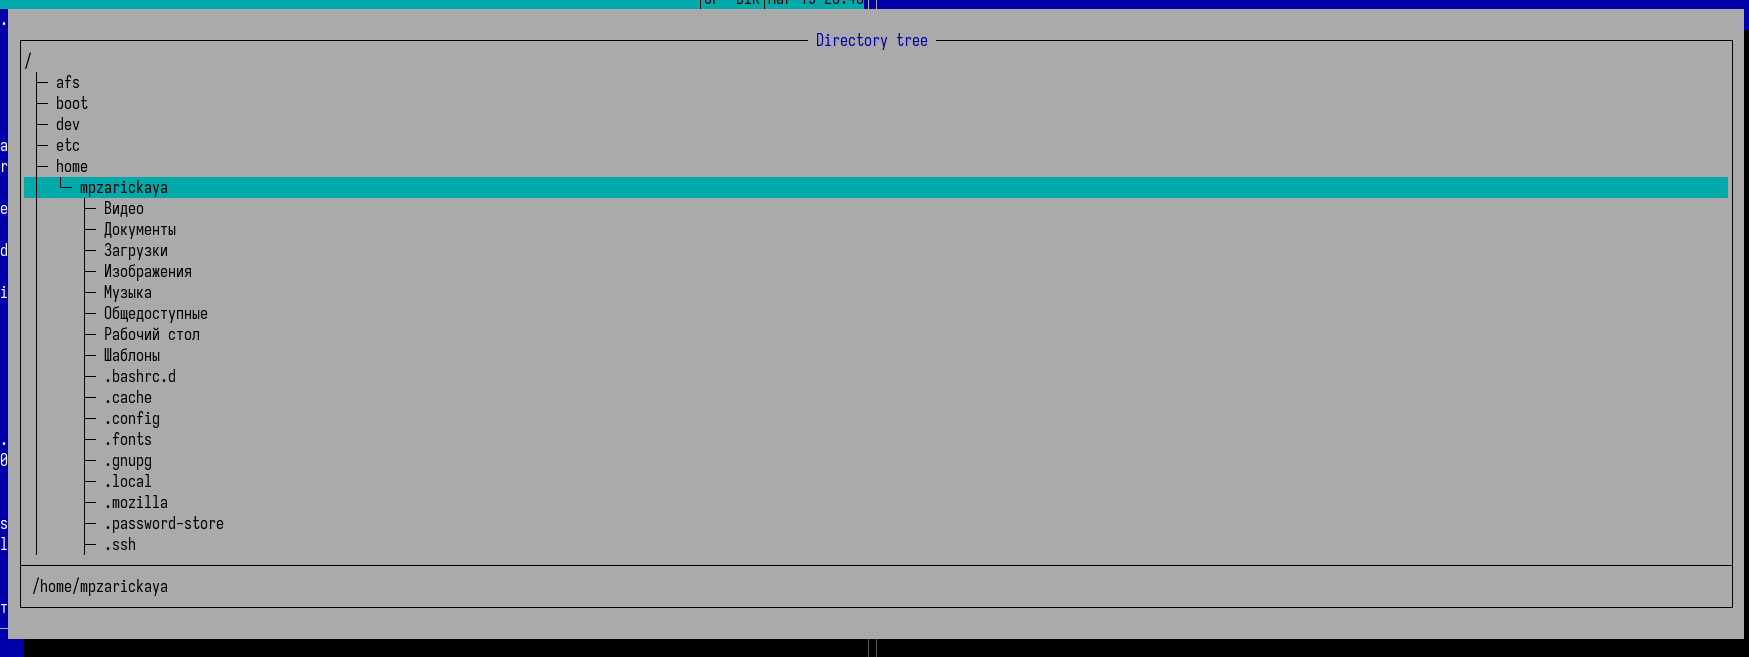 Directory tree
/
afs
boot
dev
etc
home
mpzarickaya
Видео
Документы
Загрузки
Изображения
Музыка
Общедоступные
Рабочий стол
Шаблоны
.bashrc.d
.cache
.config
.fonts
.gnupg
.local
.mozilla
.password-store
.ssh
/home/mpzarickaya